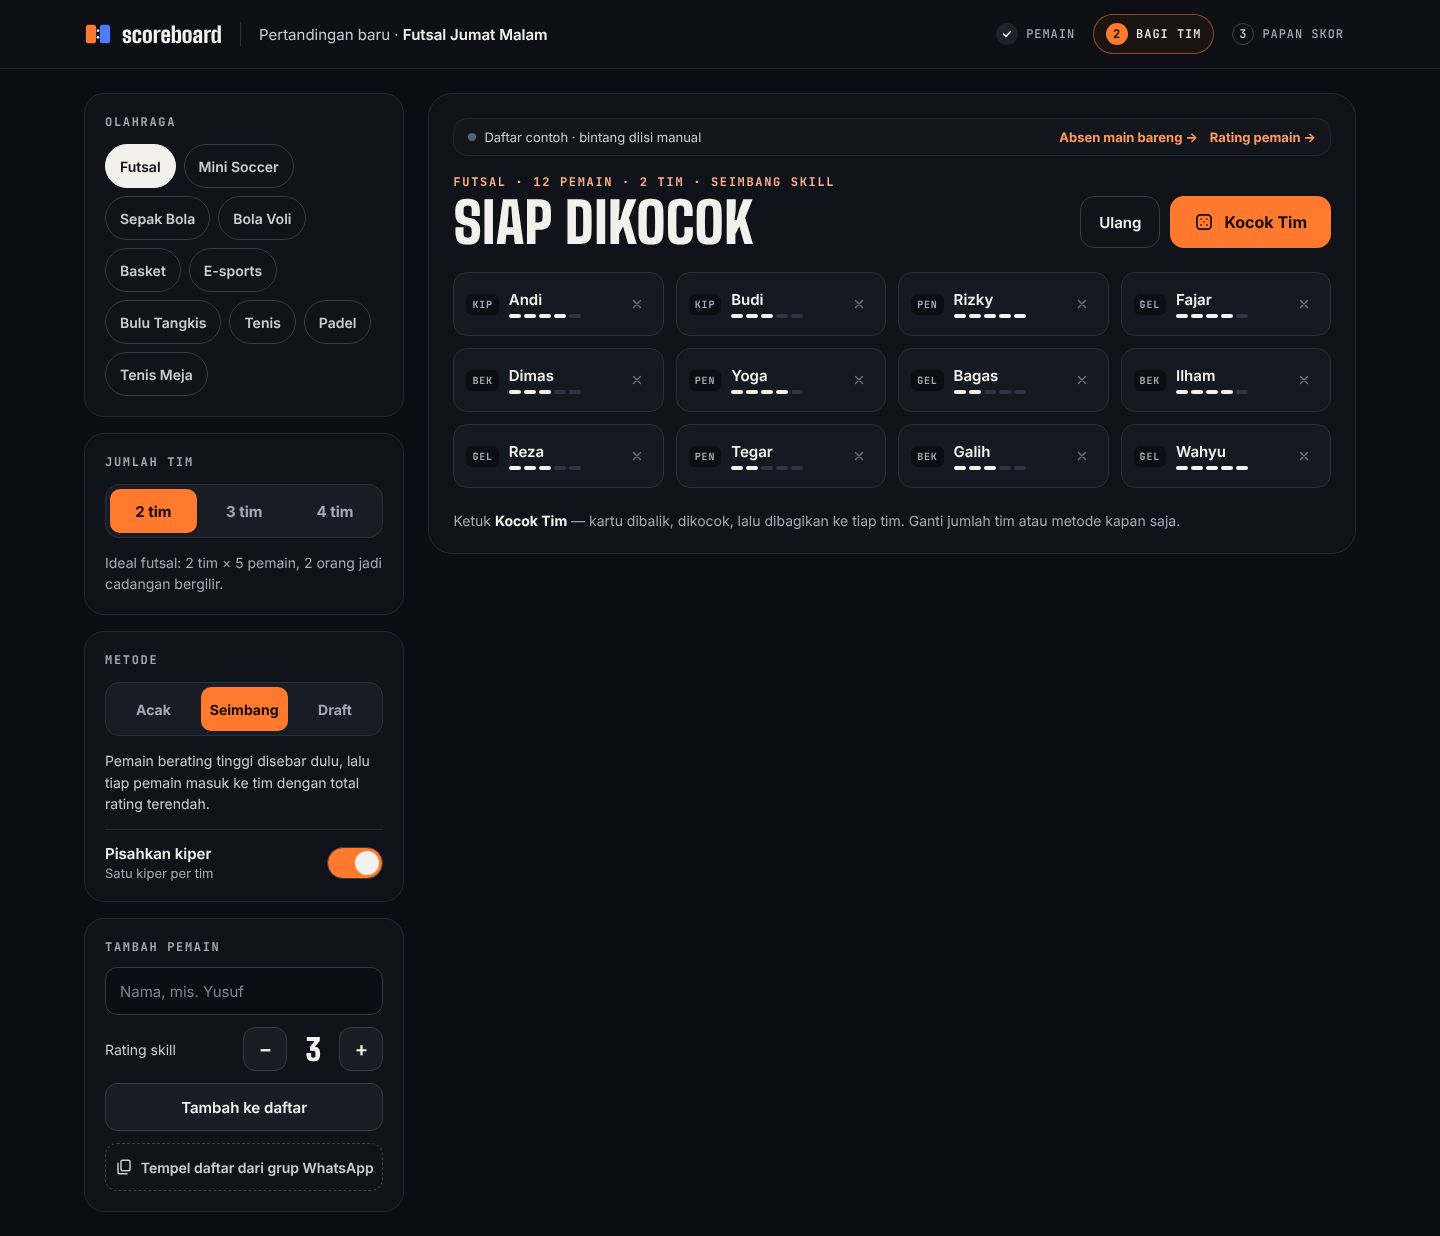 scoreboard
Pertandingan baru · Futsal Jumat Malam
PEMAIN
2 BAGI TIM
3 PAPAN SKOR
OLAHRAGA
Futsal
Mini Soccer
Sepak Bola
Bola Voli
Basket
E-sports
Bulu Tangkis
Tenis
Padel
Tenis Meja
JUMLAH TIM
2 tim
3 tim
4 tim
Ideal futsal: 2 tim × 5 pemain, 2 orang jadi
cadangan bergilir.
METODE
Acak
Seimbang
Draft
Pemain berating tinggi disebar dulu, lalu
tiap pemain masuk ke tim dengan total
rating terendah.
Pisahkan kiper
Satu kiper per tim
TAMBAH PEMAIN
Nama, mis. Yusuf
Rating skill
− 3 +
Tambah ke daftar
Tempel daftar dari grup WhatsApp
Daftar contoh · bintang diisi manual
Absen main bareng →
Rating pemain →
FUTSAL · 12 PEMAIN · 2 TIM · SEIMBANG SKILL
SIAP DIKOCOK
Ulang
Kocok Tim
KIP Andi ×
KIP Budi ×
PEN Rizky ×
GEL Fajar ×
BEK Dimas ×
PEN Yoga ×
GEL Bagas ×
BEK Ilham ×
GEL Reza ×
PEN Tegar ×
BEK Galih ×
GEL Wahyu ×
Ketuk Kocok Tim — kartu dibalik, dikocok, lalu dibagikan ke tiap tim. Ganti jumlah tim atau metode kapan saja.